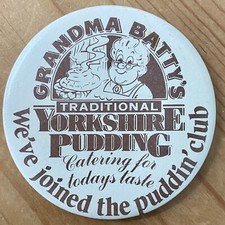 GRANDMA BATTY'S
TRADITIONAL
YORKSHIRE
PUDDING
Catering for
todays taste
We've joined the puddin' club